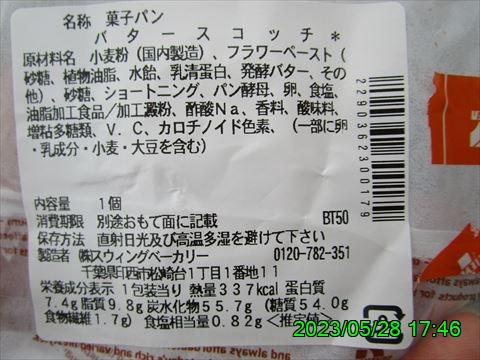 名称 菓子パン
バタースコッチ*
原材料名 小麦粉(国内製造)、フラワーペースト(
砂糖、植物油脂、水飴、乳清蛋白、発酵バター、その
他)、砂糖、ショートニング、パン酵母、卵、食塩、
油脂加工食品/加工澱粉、酢酸Na、香料、酸味料、
増粘多糖類、V.C、カロチノイド色素、(一部に卵
・乳成分・小麦・大豆を含む)
2290362300179
内容量 1個
消費期限 別途おもて面に記載 BT50
保存方法 直射日光及び高温多湿を避けて下さい
製造者 (株)スウィングベーカリー 0120-782-351
千葉県印西市松崎台1丁目1番地11
栄養成分表示 1包装当り 熱量337kcal 蛋白質
7.4g 脂質9.8g 炭水化物55.7g (糖質54.0g
食物繊維1.7g) 食塩相当量0.82g <推定値>
2023/05/28 17:46
and always affor